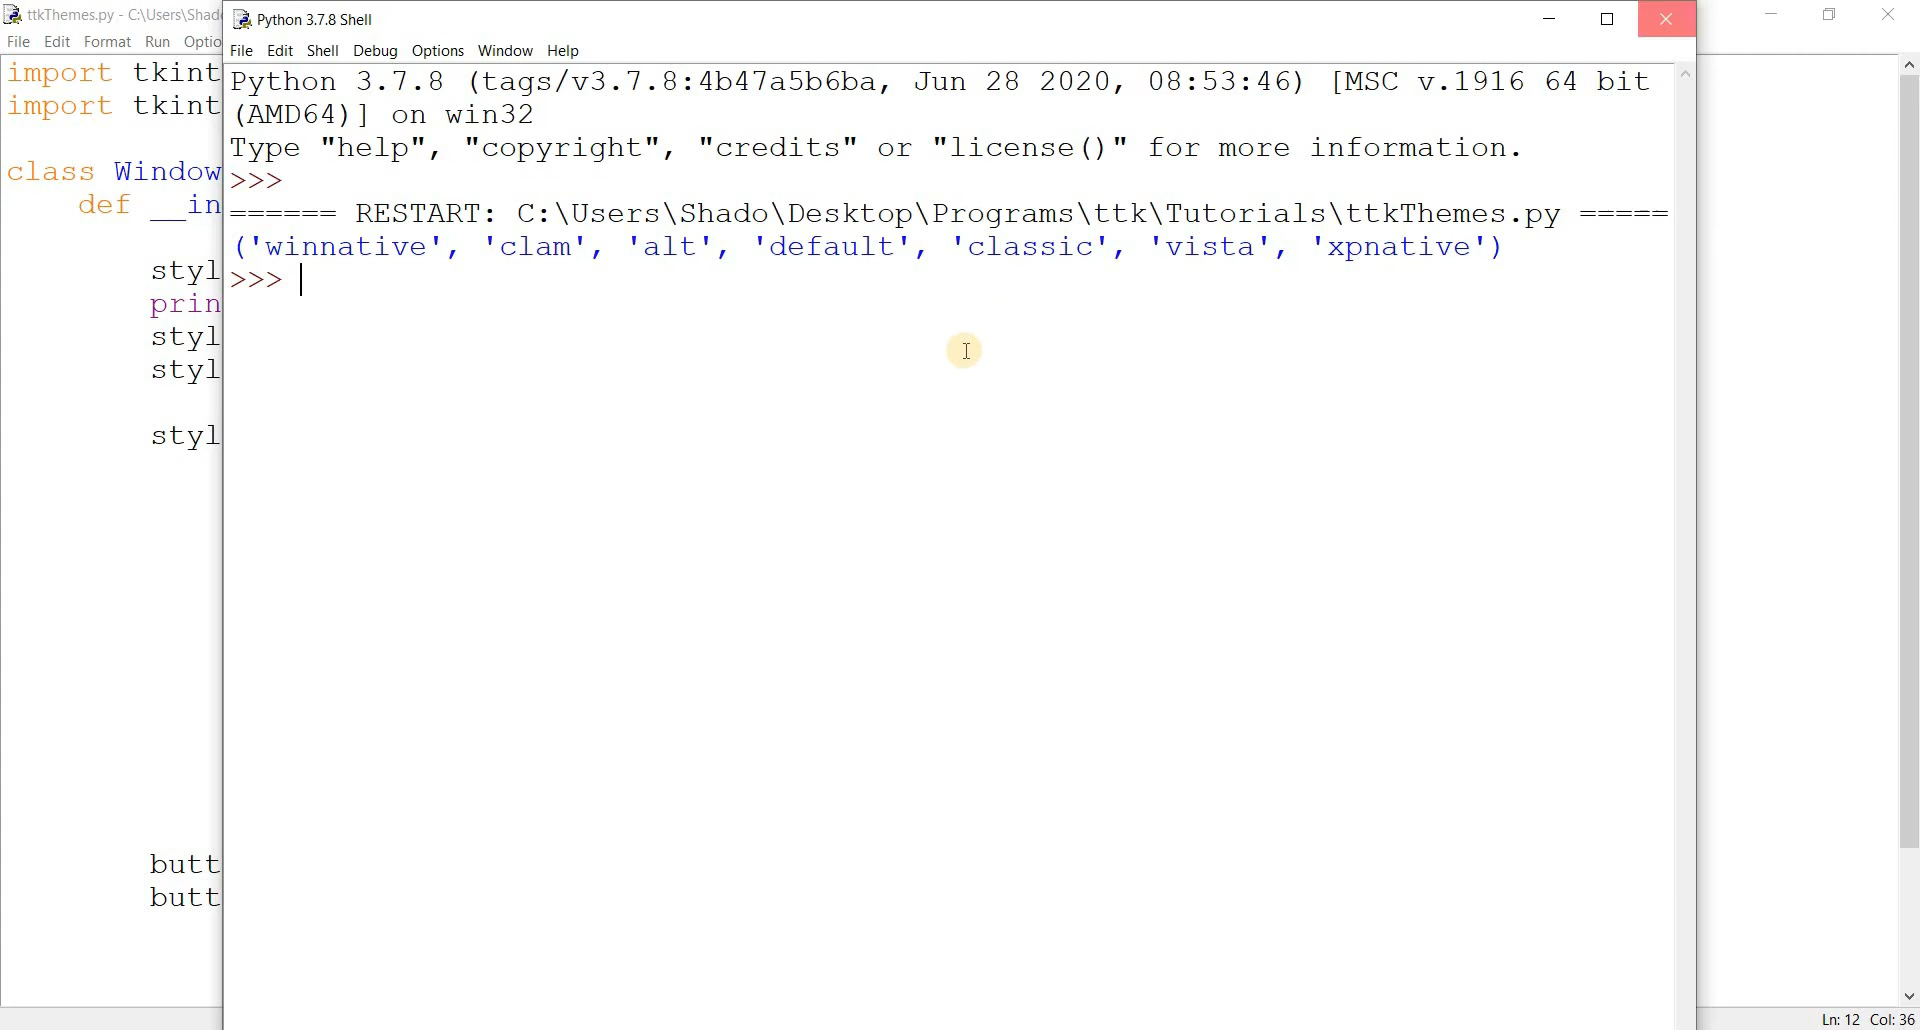 ttkThemes.py - C:\Users\Shado
File Edit Format Run Optio
import tkint
import tkint
class Window
def __in
styl
prin
styl
styl
styl
butt
butt
Python 3.7.8 Shell
File Edit Shell Debug Options Window Help
Python 3.7.8 (tags/v3.7.8:4b47a5b6ba, Jun 28 2020, 08:53:46) [MSC v.1916 64 bit
(AMD64)] on win32
Type "help", "copyright", "credits" or "license()" for more information.
>>>
====== RESTART: C:\Users\Shado\Desktop\Programs\ttk\Tutorials\ttkThemes.py =====
('winnative', 'clam', 'alt', 'default', 'classic', 'vista', 'xpnative')
>>>
Ln: 12 Col: 36